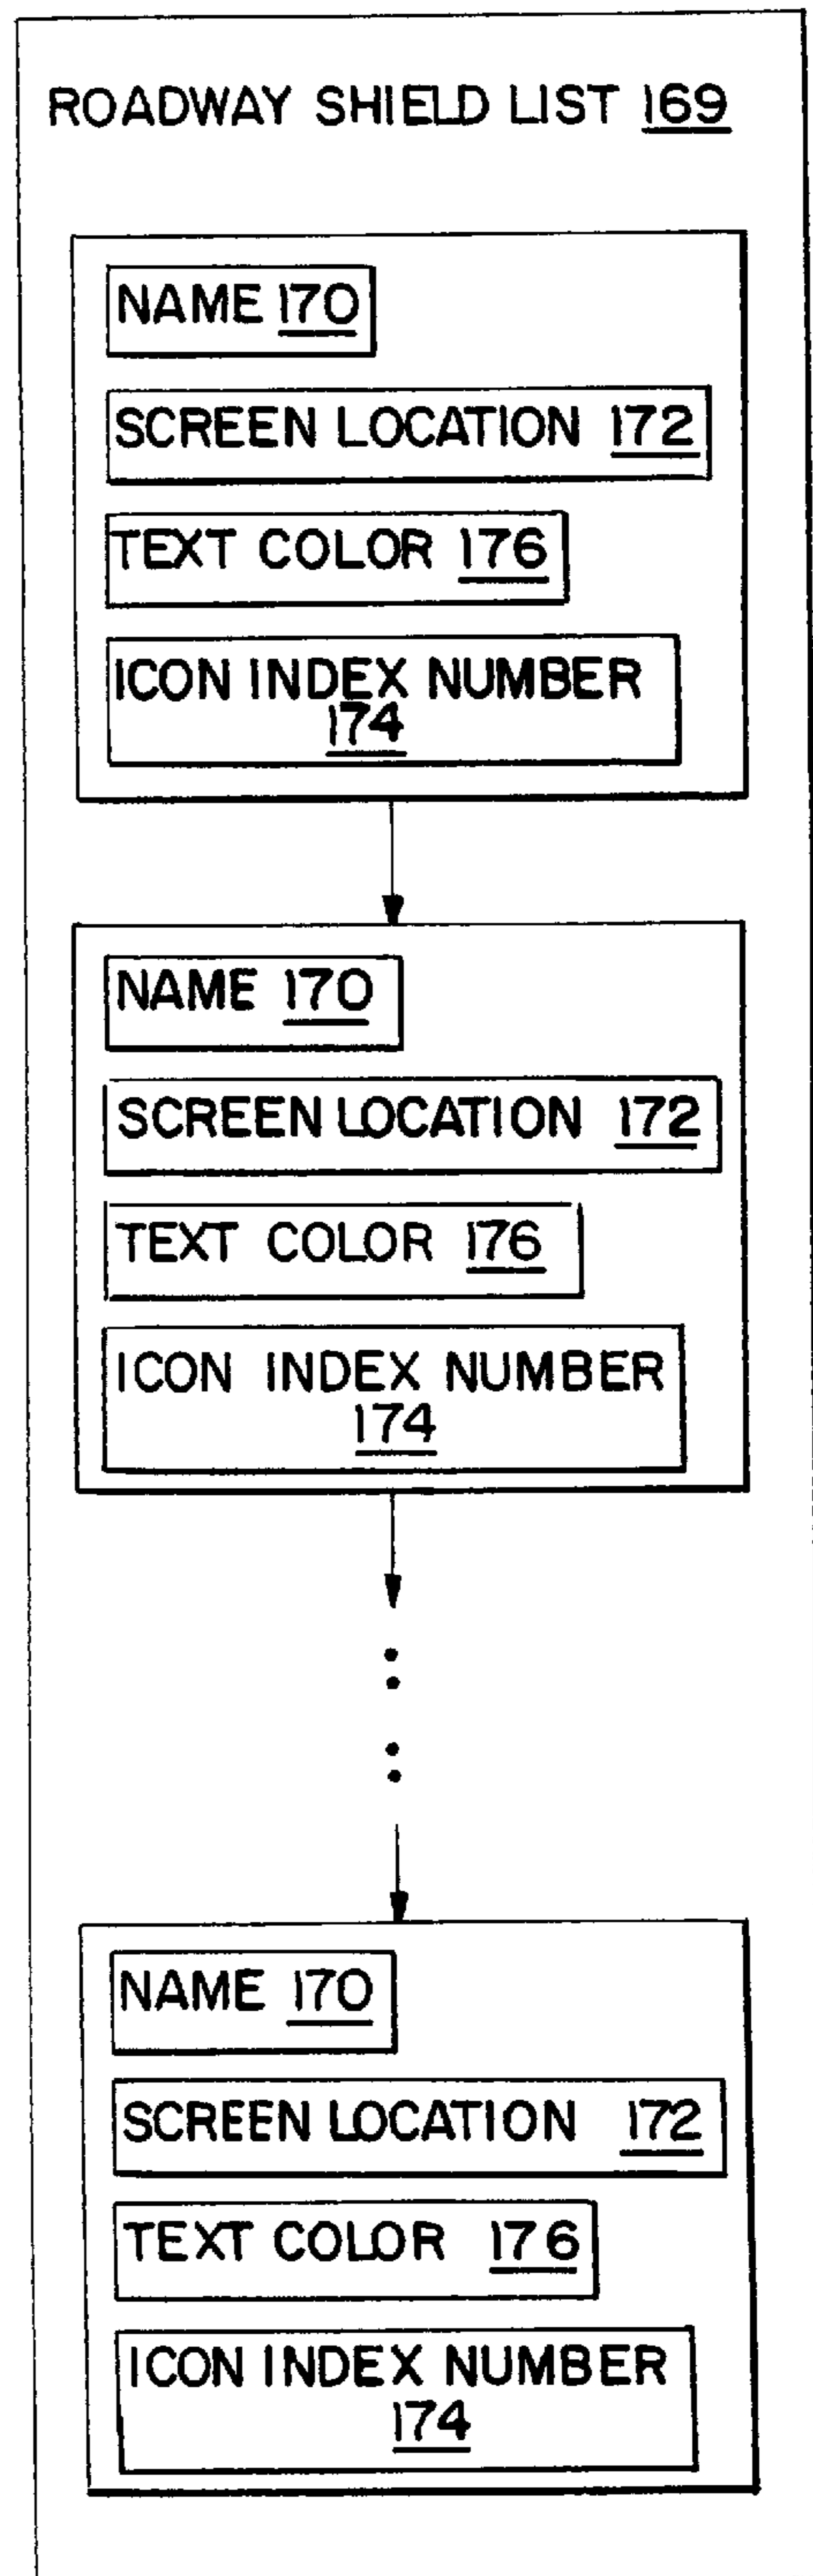 ROADWAY SHIELD LIST 169
NAME 170
SCREEN LOCATION 172
TEXT COLOR 176
ICON INDEX NUMBER
174
NAME 170
SCREEN LOCATION 172
TEXT COLOR 176
ICON INDEX NUMBER
174
NAME 170
SCREEN LOCATION 172
TEXT COLOR 176
ICON INDEX NUMBER
174